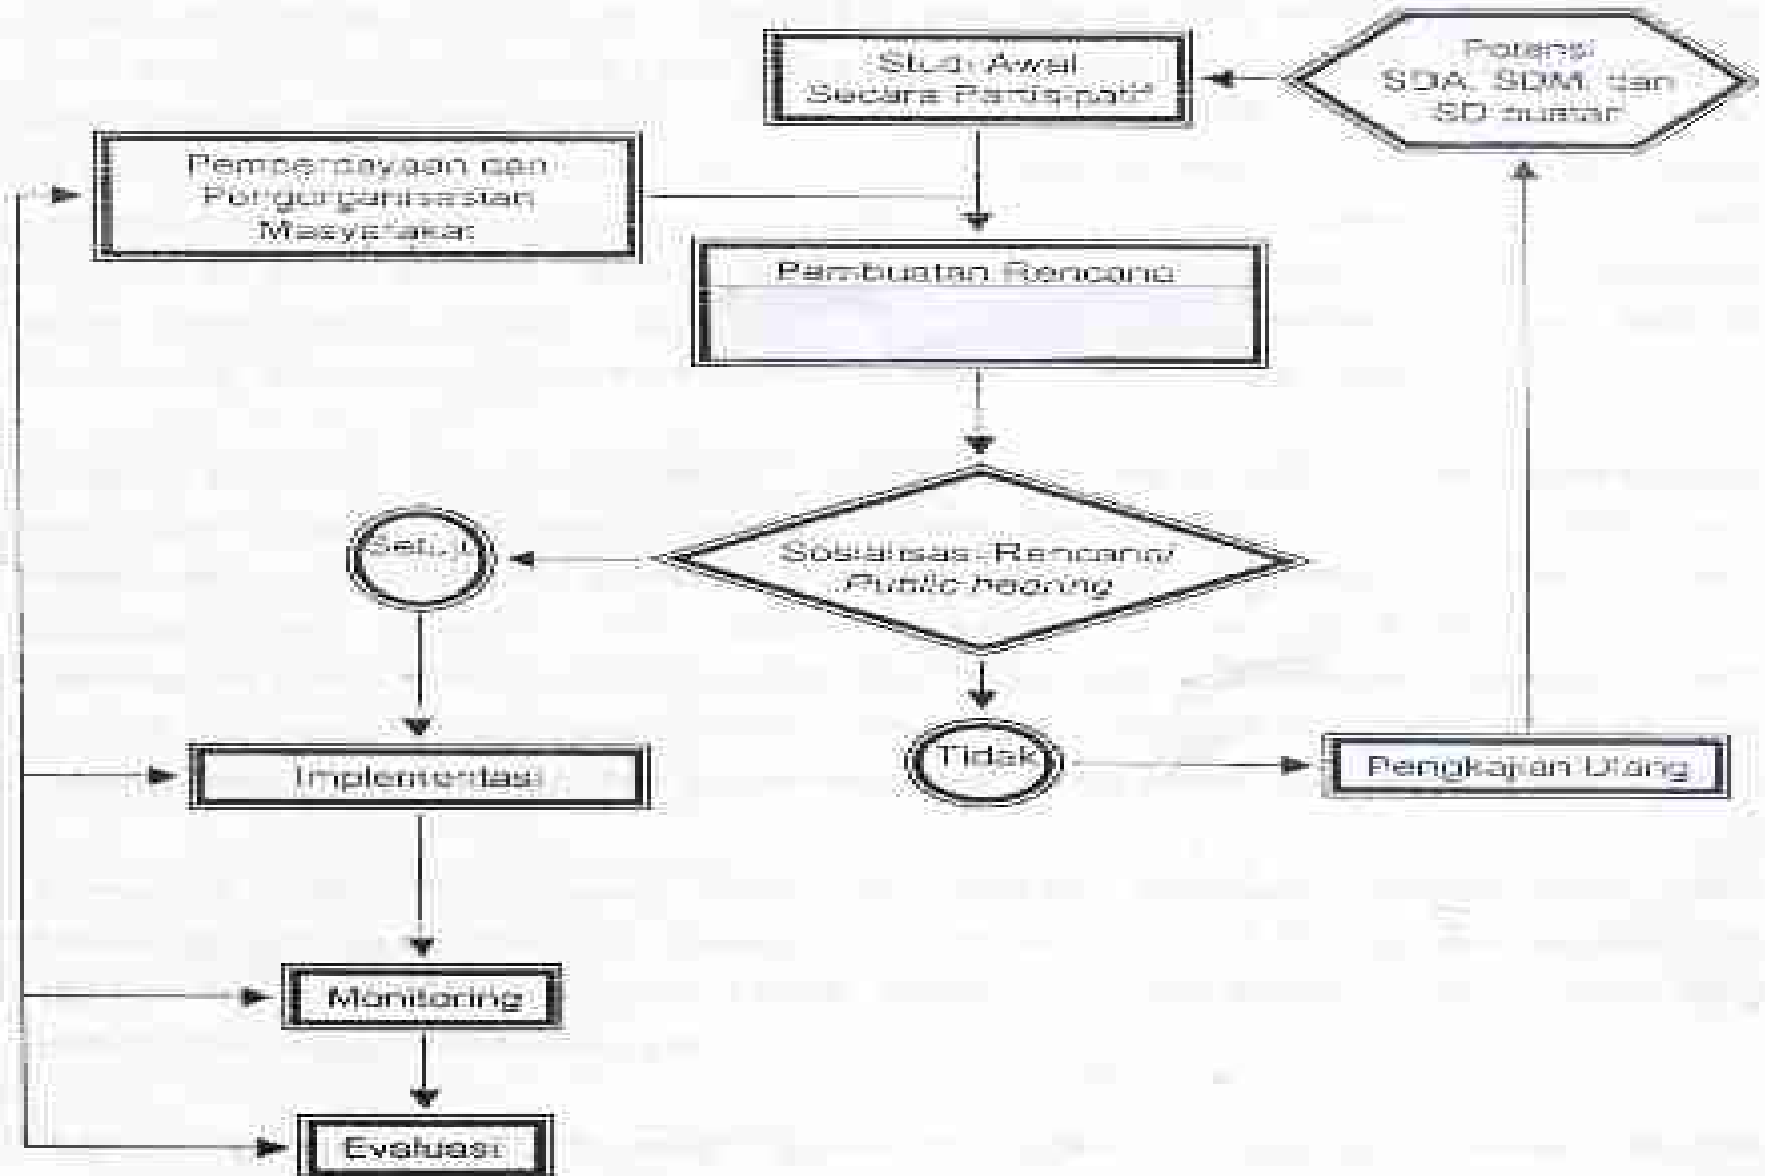 Studi Awal
Secara Partisipatif
Potensi
SDA, SDM, dan
SD buatan
Pemberdayaan dan
Pengorganisasian
Masyarakat
Pembuatan Rencana
Setuju
Sosialisasi Rencana/
Public hearing
Tidak
Pengkajian Ulang
Implementasi
Monitoring
Evaluasi